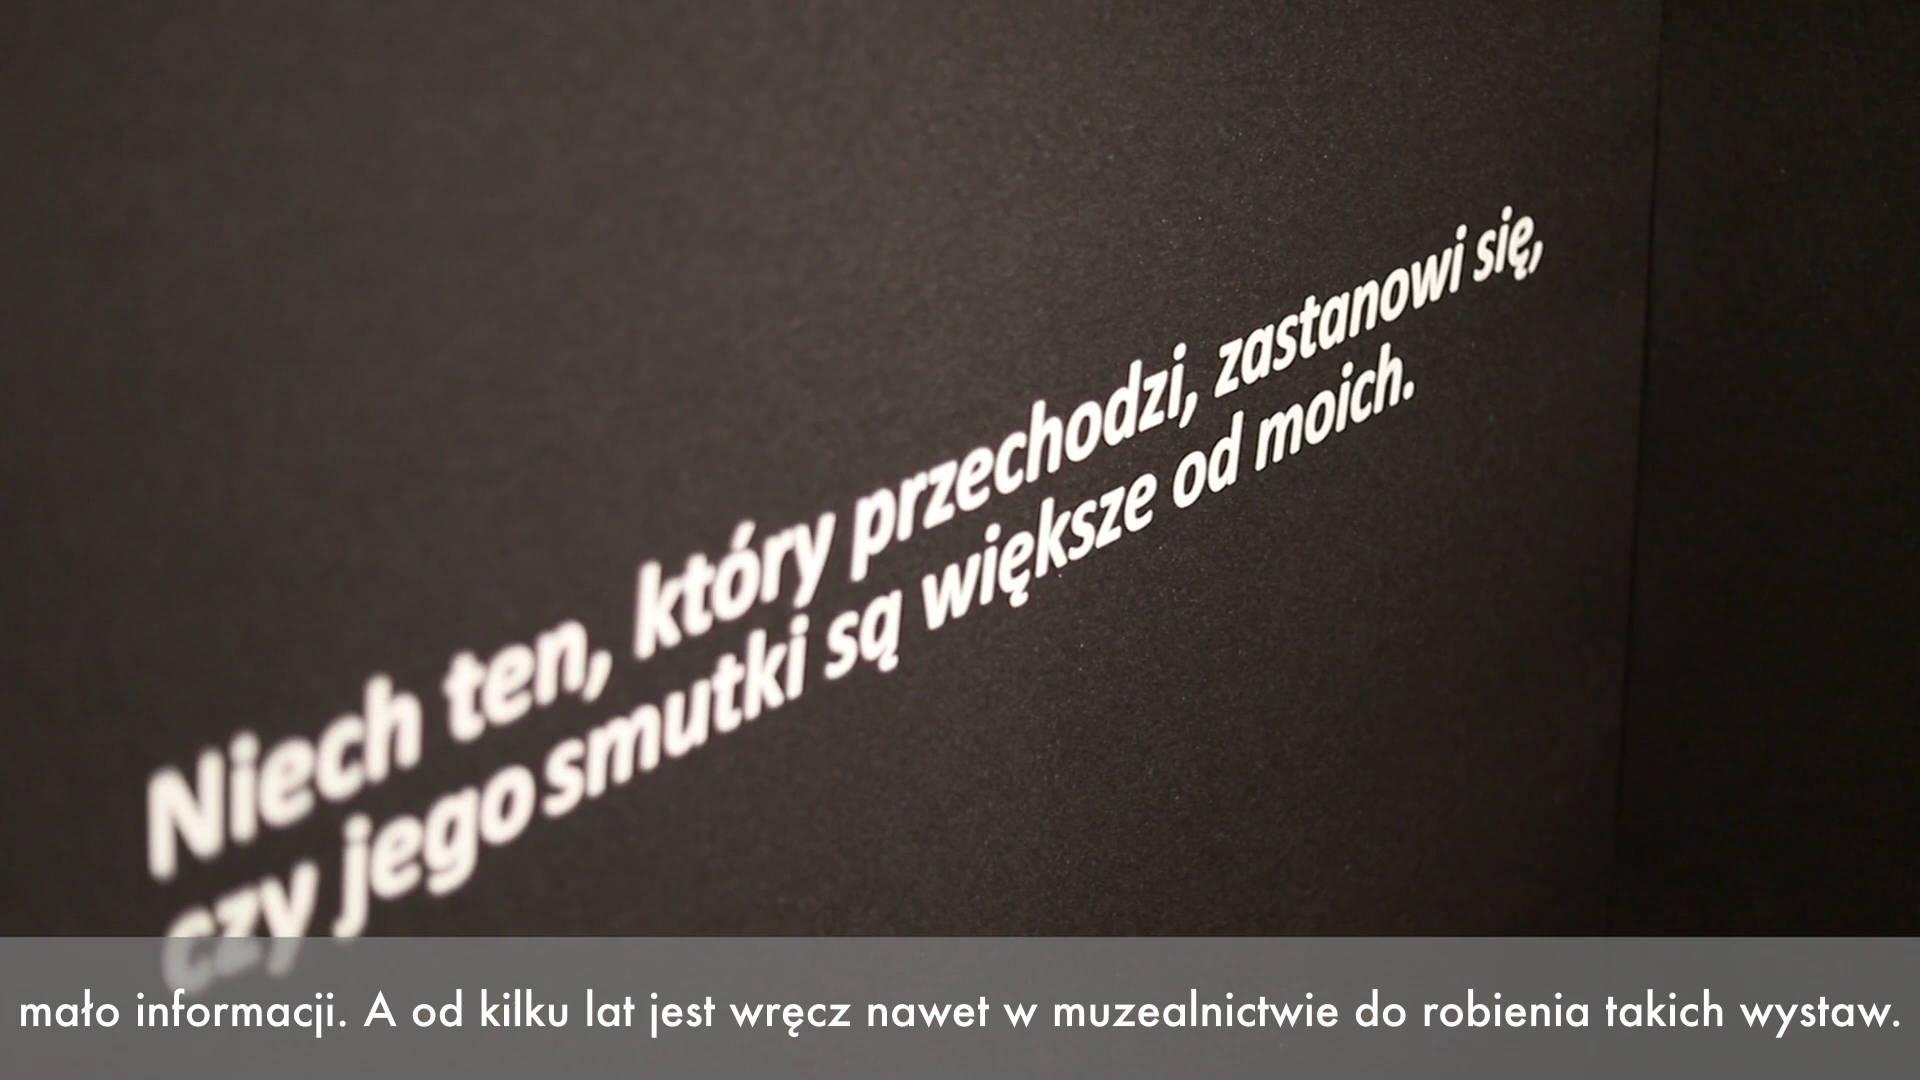 Niech ten, który przechodzi, zastanowi się,
czy jego smutki są większe od moich.
mało informacji. A od kilku lat jest wręcz nawet w muzealnictwie do robienia takich wystaw.